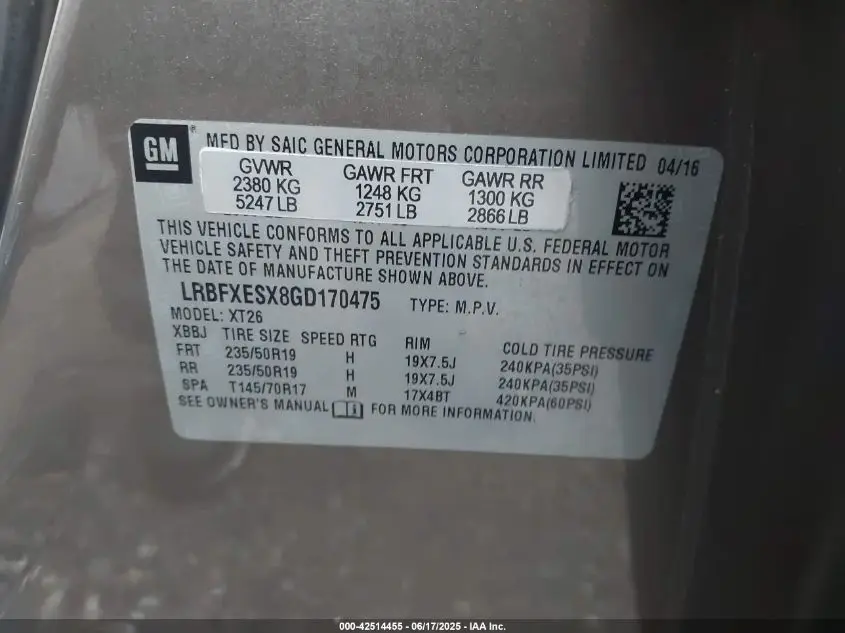 GM
MFD BY SAIC GENERAL MOTORS CORPORATION LIMITED 04/16
GVWR GAWR FRT GAWR RR
2380 KG 1248 KG 1300 KG
5247 LB 2751 LB 2866 LB
THIS VEHICLE CONFORMS TO ALL APPLICABLE U.S. FEDERAL MOTOR
VEHICLE SAFETY AND THEFT PREVENTION STANDARDS IN EFFECT ON
THE DATE OF MANUFACTURE SHOWN ABOVE.
LRBFXESX8GD170475 TYPE: M.P.V.
MODEL: XT26
XBBJ TIRE SIZE SPEED RTG RIM COLD TIRE PRESSURE
FRT 235/50R19 H 19X7.5J 240KPA(35PSI)
RR 235/50R19 H 19X7.5J 240KPA(35PSI)
SPA T145/70R17 M 17X4BT 420KPA(60PSI)
SEE OWNER'S MANUAL FOR MORE INFORMATION.
000-42514455 - 06/17/2025 - IAA Inc.